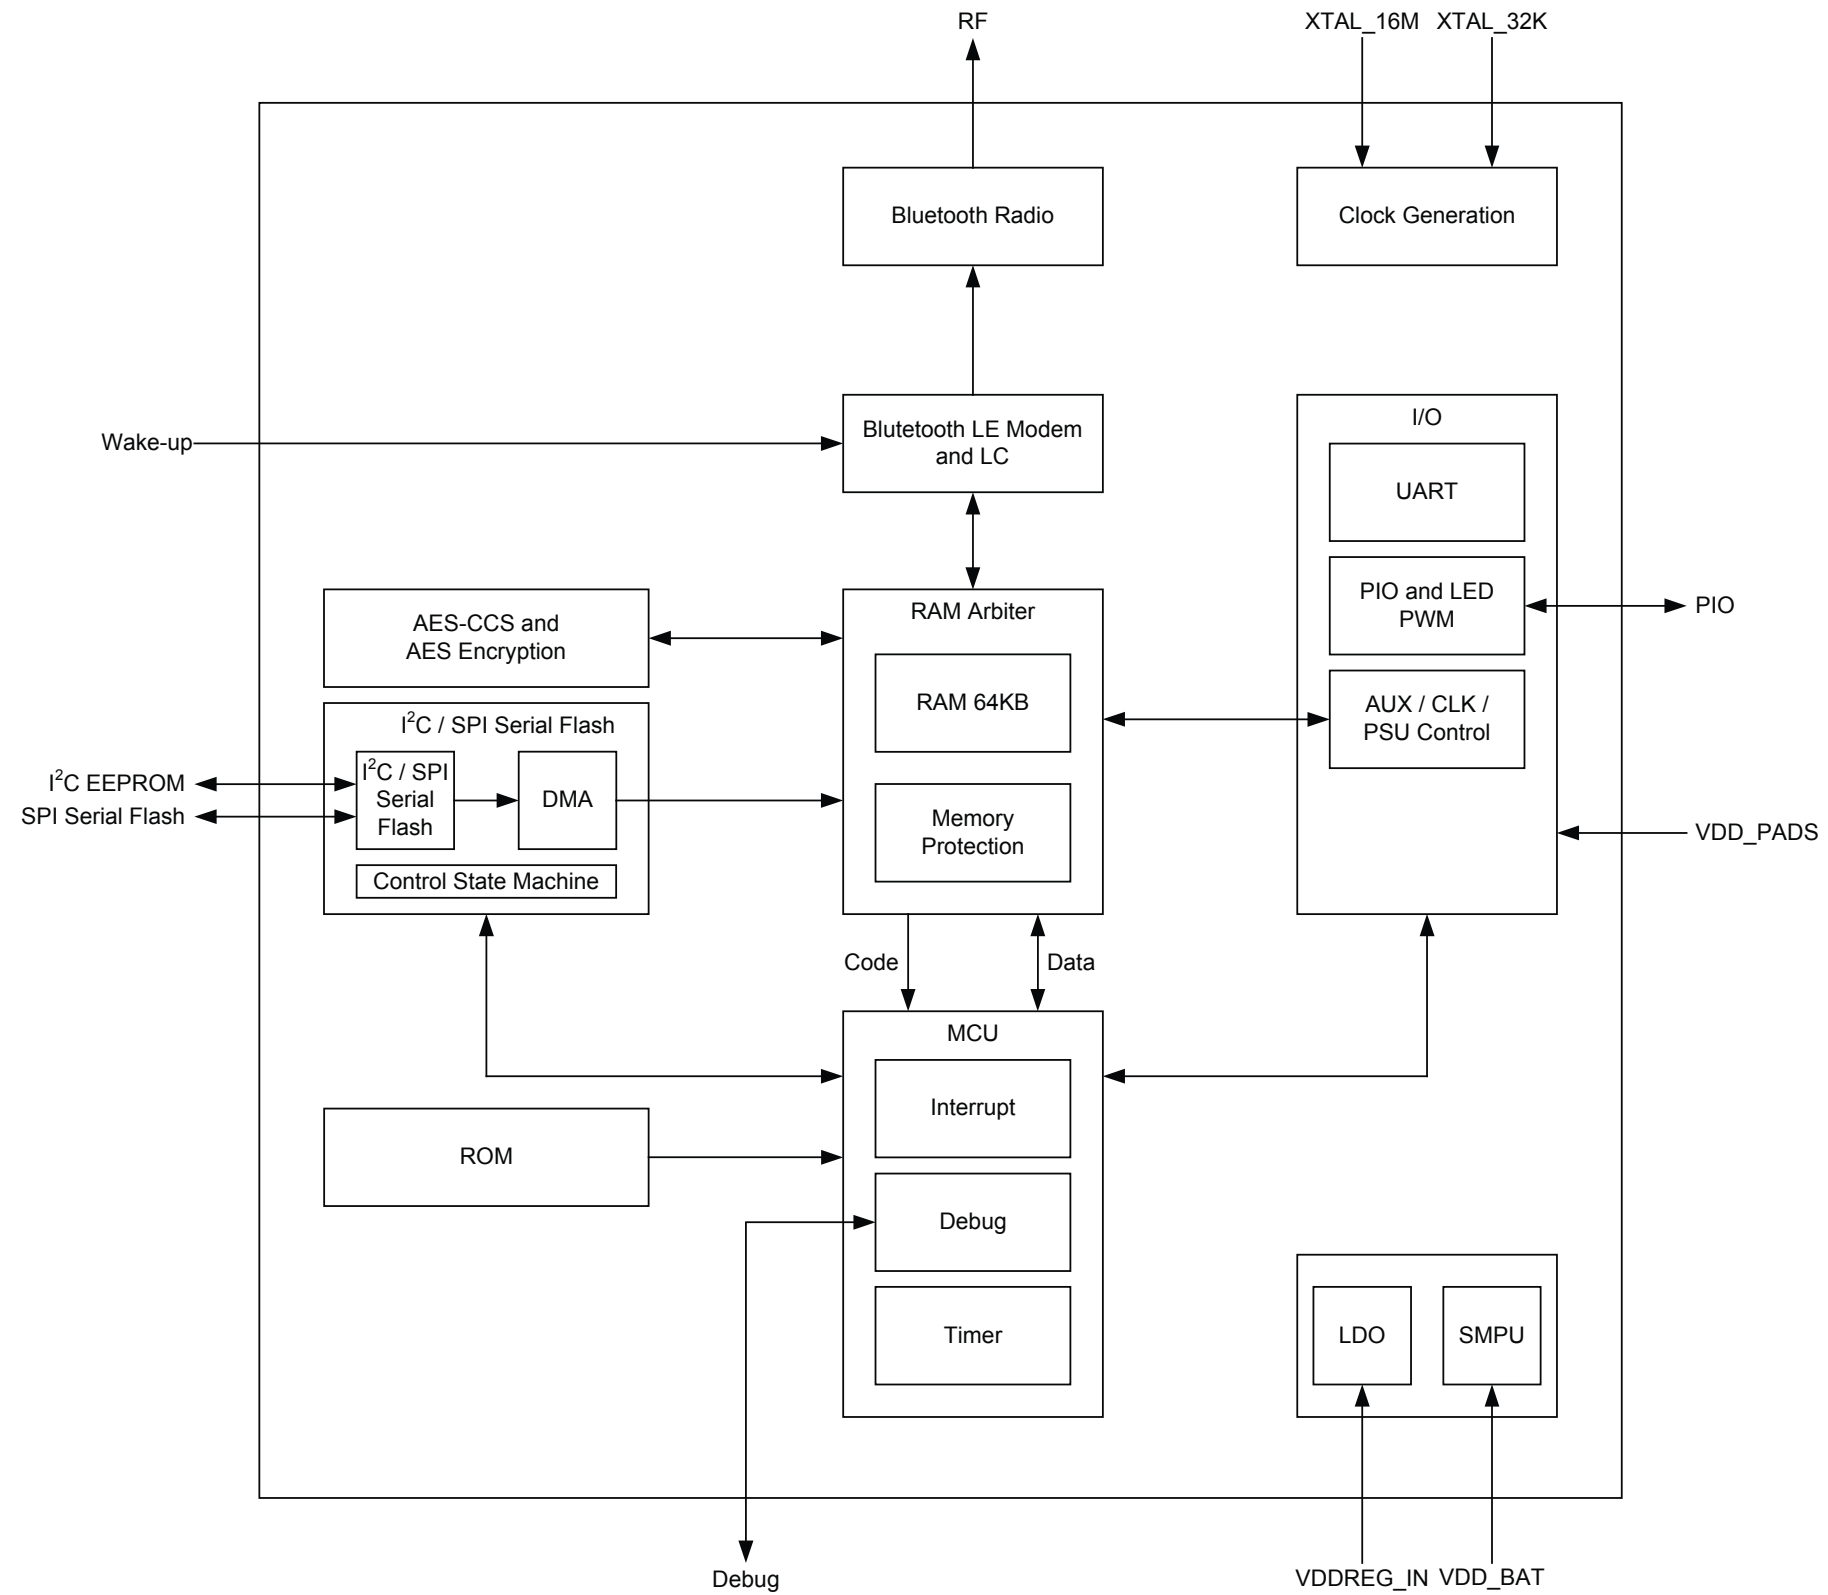 RF
XTAL_16M XTAL_32K
Bluetooth Radio
Clock Generation
Wake-up
Blutetooth LE Modem
and LC
I/O
UART
PIO and LED
PWM
PIO
AUX / CLK /
PSU Control
VDD_PADS
AES-CCS and
AES Encryption
RAM Arbiter
RAM 64KB
Memory
Protection
I²C / SPI Serial Flash
I²C EEPROM
SPI Serial Flash
I²C / SPI
Serial
Flash
DMA
Control State Machine
Code
Data
MCU
Interrupt
ROM
Debug
Timer
LDO
SMPU
Debug
VDDREG_IN VDD_BAT